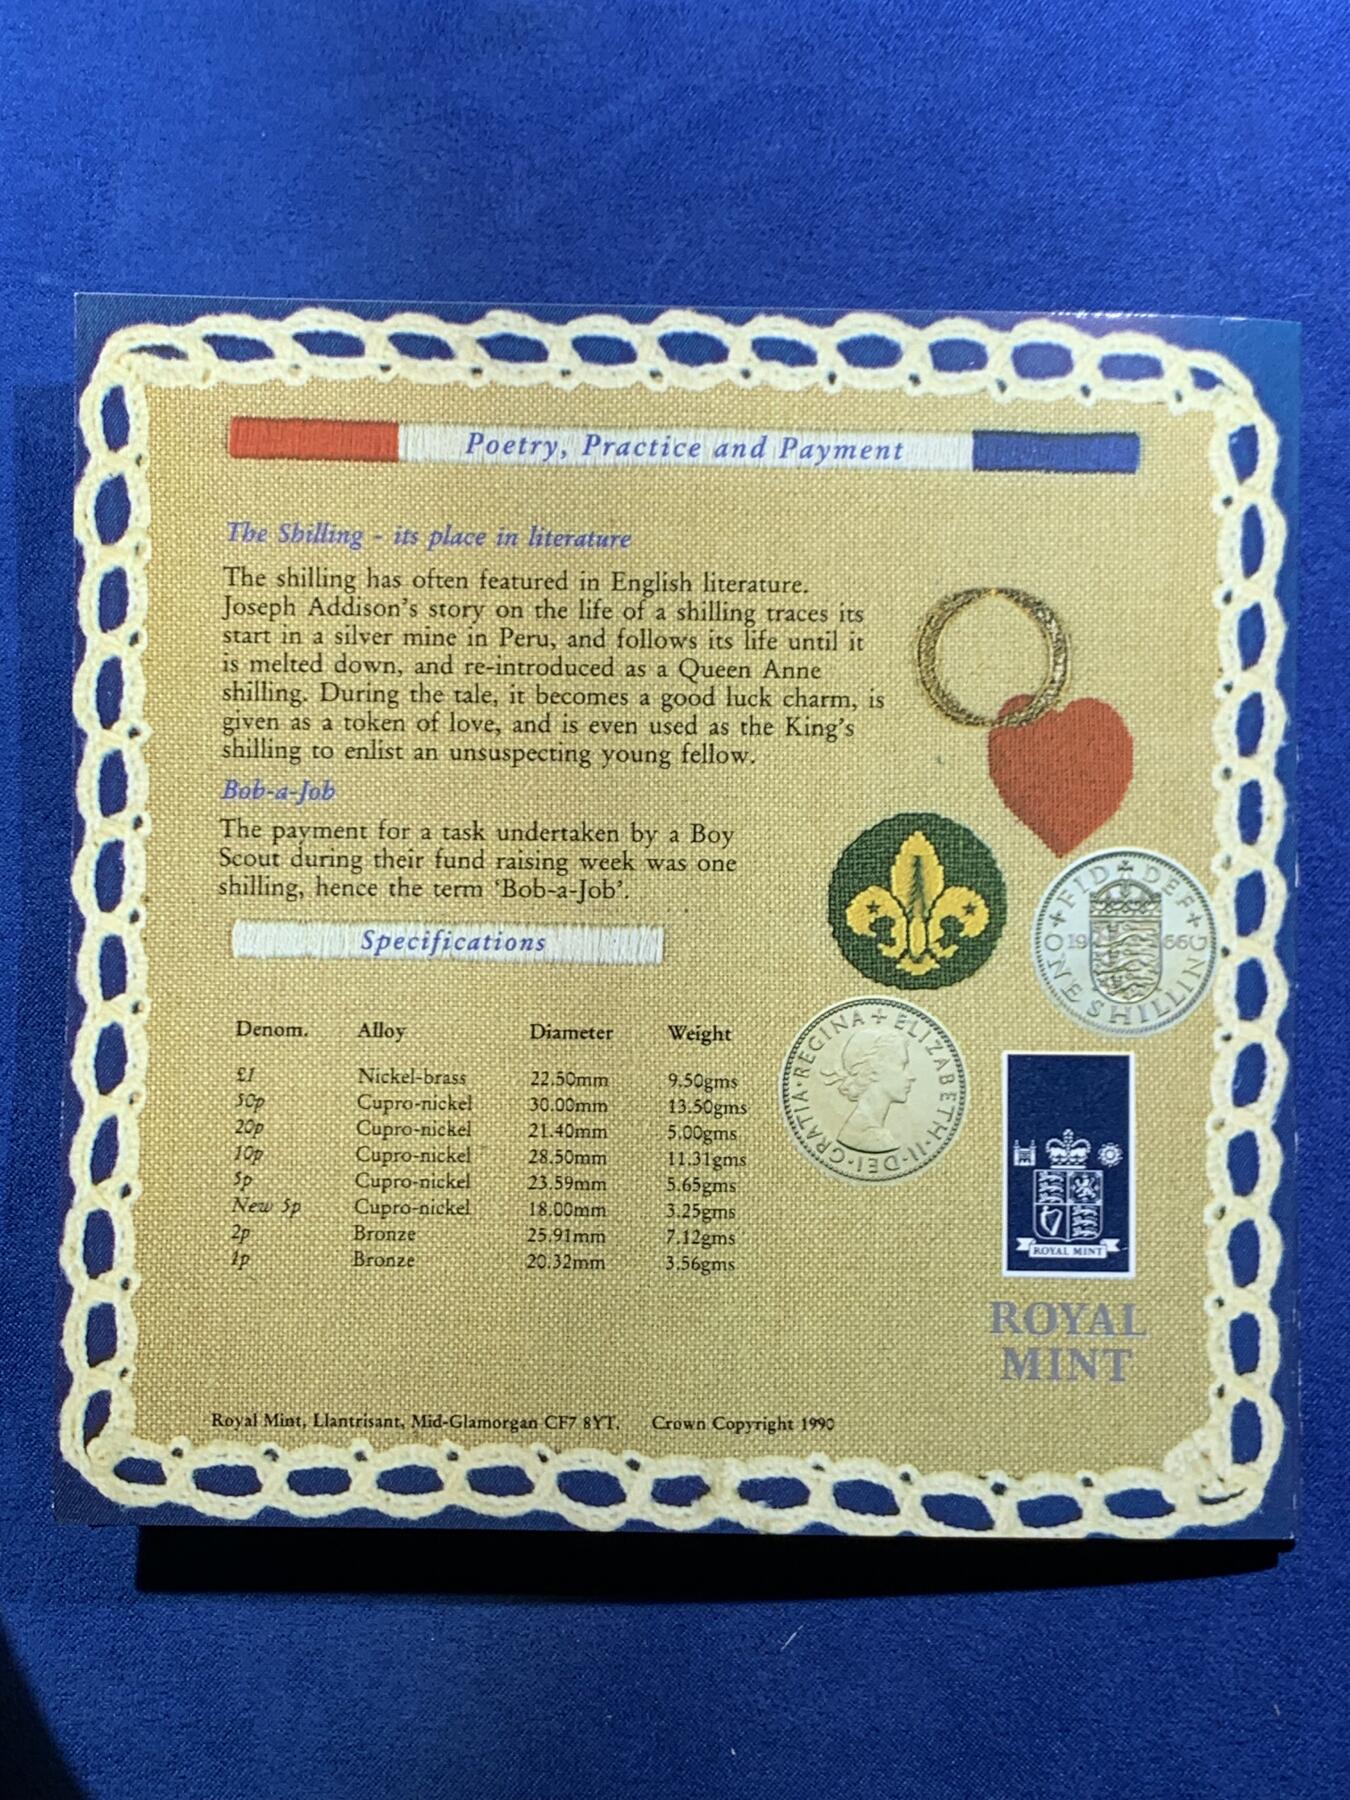 Poetry, Practice and Payment
The Shilling - its place in literature
The shilling has often featured in English literature.
Joseph Addison's story on the life of a shilling traces its
start in a silver mine in Peru, and follows its life until it
is melted down, and re-introduced as a Queen Anne
shilling. During the tale, it becomes a good luck charm, is
given as a token of love, and is even used as the King's
shilling to enlist an unsuspecting young fellow.
Bob-a-Job
The payment for a task undertaken by a Boy
Scout during their fund raising week was one
shilling, hence the term 'Bob-a-Job'.
FID + DEF +
19 66
ONE SHILLING
Specifications
Denom. Alloy Diameter Weight
£1 Nickel-brass 22.50mm 9.50gms
50p Cupro-nickel 30.00mm 13.50gms
20p Cupro-nickel 21.40mm 5.00gms
10p Cupro-nickel 28.50mm 11.31gms
5p Cupro-nickel 23.59mm 5.65gms
New 5p Cupro-nickel 18.00mm 3.25gms
2p Bronze 25.91mm 7.12gms
1p Bronze 20.32mm 3.56gms
+ ELIZABETH·II·DEI·GRATIA·REGINA
ROYAL MINT
ROYAL
MINT
Royal Mint, Llantrisant, Mid-Glamorgan CF7 8YT. Crown Copyright 1990